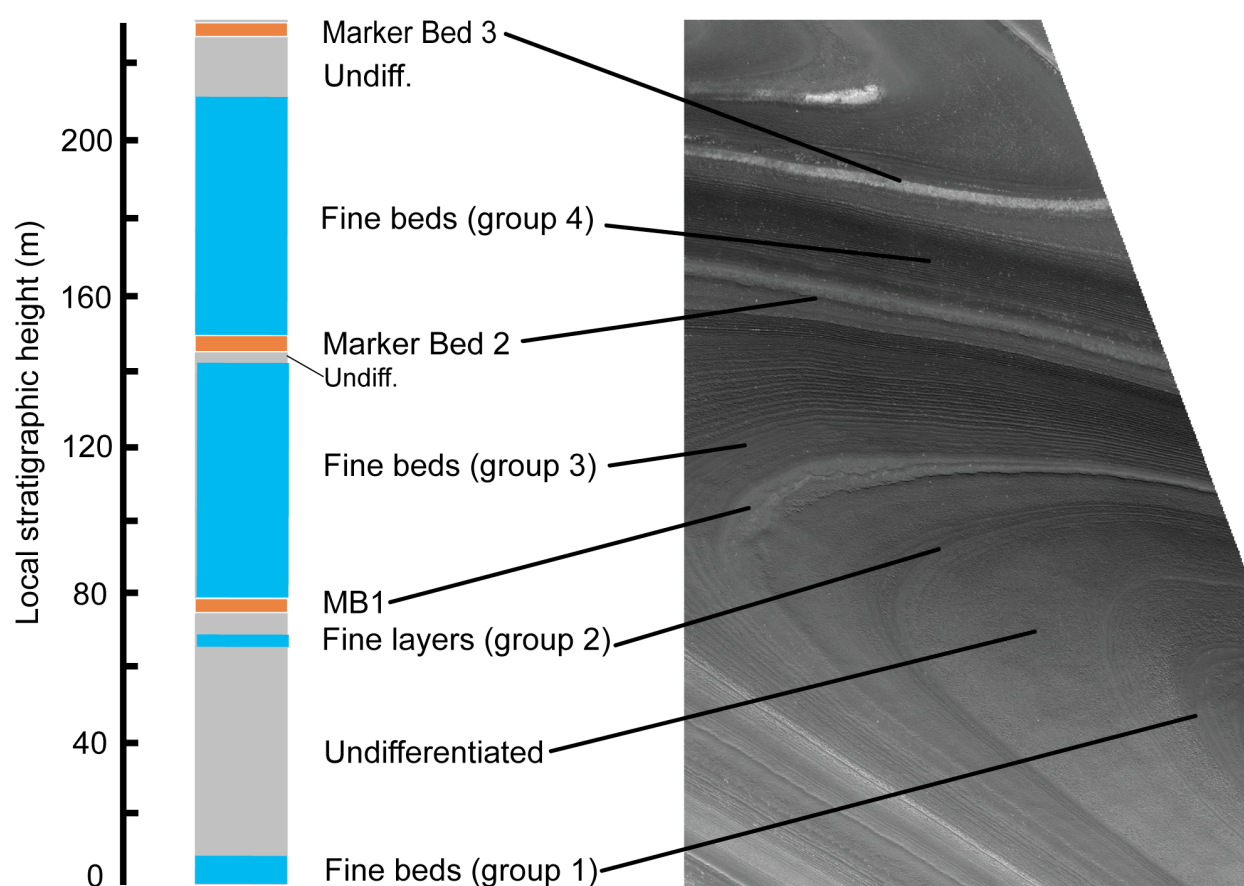 Local stratigraphic height (m)
200
160
120
80
40
0
Marker Bed 3
Undiff.
Fine beds (group 4)
Marker Bed 2
Undiff.
Fine beds (group 3)
MB1
Fine layers (group 2)
Undifferentiated
Fine beds (group 1)